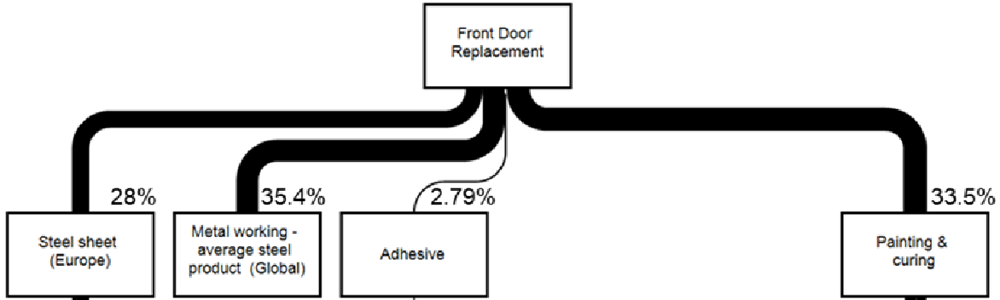 Front Door
Replacement
28%
35.4%
2.79%
33.5%
Steel sheet
(Europe)
Metal working -
average steel
product (Global)
Adhesive
Painting &
curing